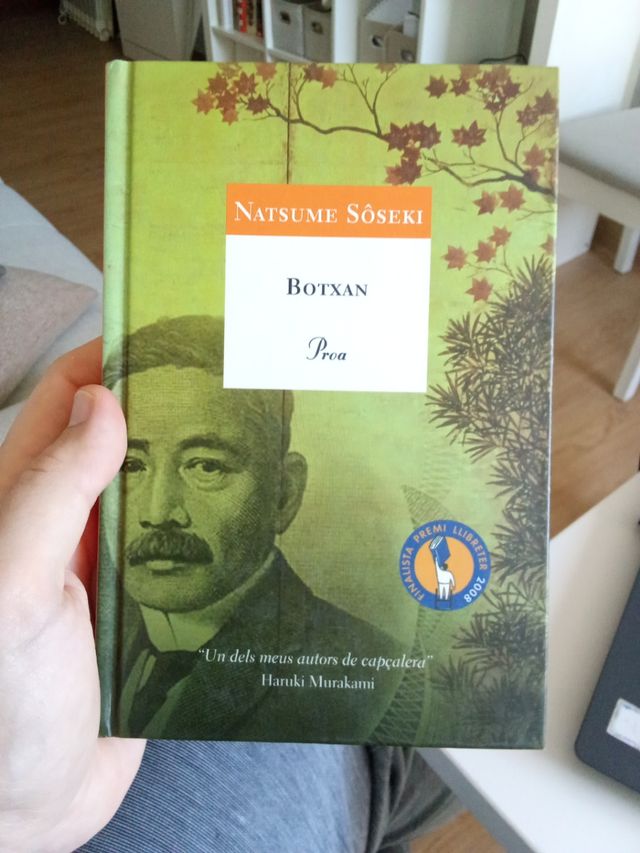 NATSUME SÔSEKI
BOTXAN
Proa
FINALISTA PREMI LLIBRETER 2008
“Un dels meus autors de capçalera”
Haruki Murakami